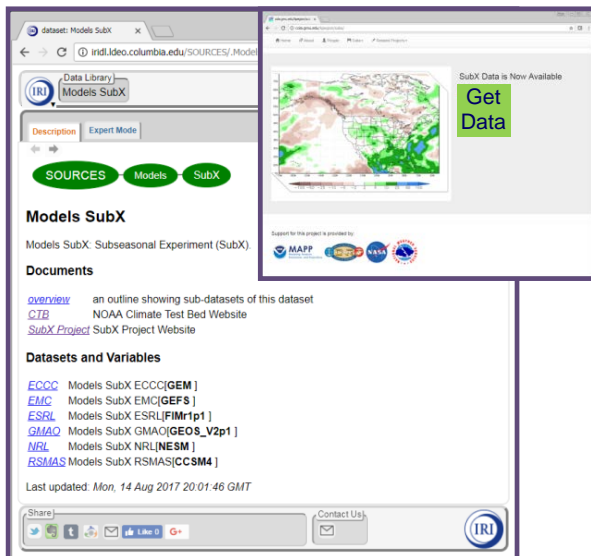 dataset: Models SubX
iridl.ldeo.columbia.edu/SOURCES/.Model
Data Library
IRI
Models SubX
Description
Expert Mode
SOURCES
Models
SubX
Models SubX
Models SubX: Subseasonal Experiment (SubX).
Documents
overview an outline showing sub-datasets of this dataset
CTB NOAA Climate Test Bed Website
SubX Project SubX Project Website
Datasets and Variables
ECCC Models SubX ECCC[GEM ]
EMC Models SubX EMC[GEFS ]
ESRL Models SubX ESRL[FIMr1p1 ]
GMAO Models SubX GMAO[GEOS_V2p1 ]
NRL Models SubX NRL[NESM ]
RSMAS Models SubX RSMAS[CCSM4 ]
Last updated: Mon, 14 Aug 2017 20:01:46 GMT
Share
Like 0
G+
Contact Us
IRI
SubX Data is Now Available
Get
Data
Support for this project is provided by:
MAPP
NASA